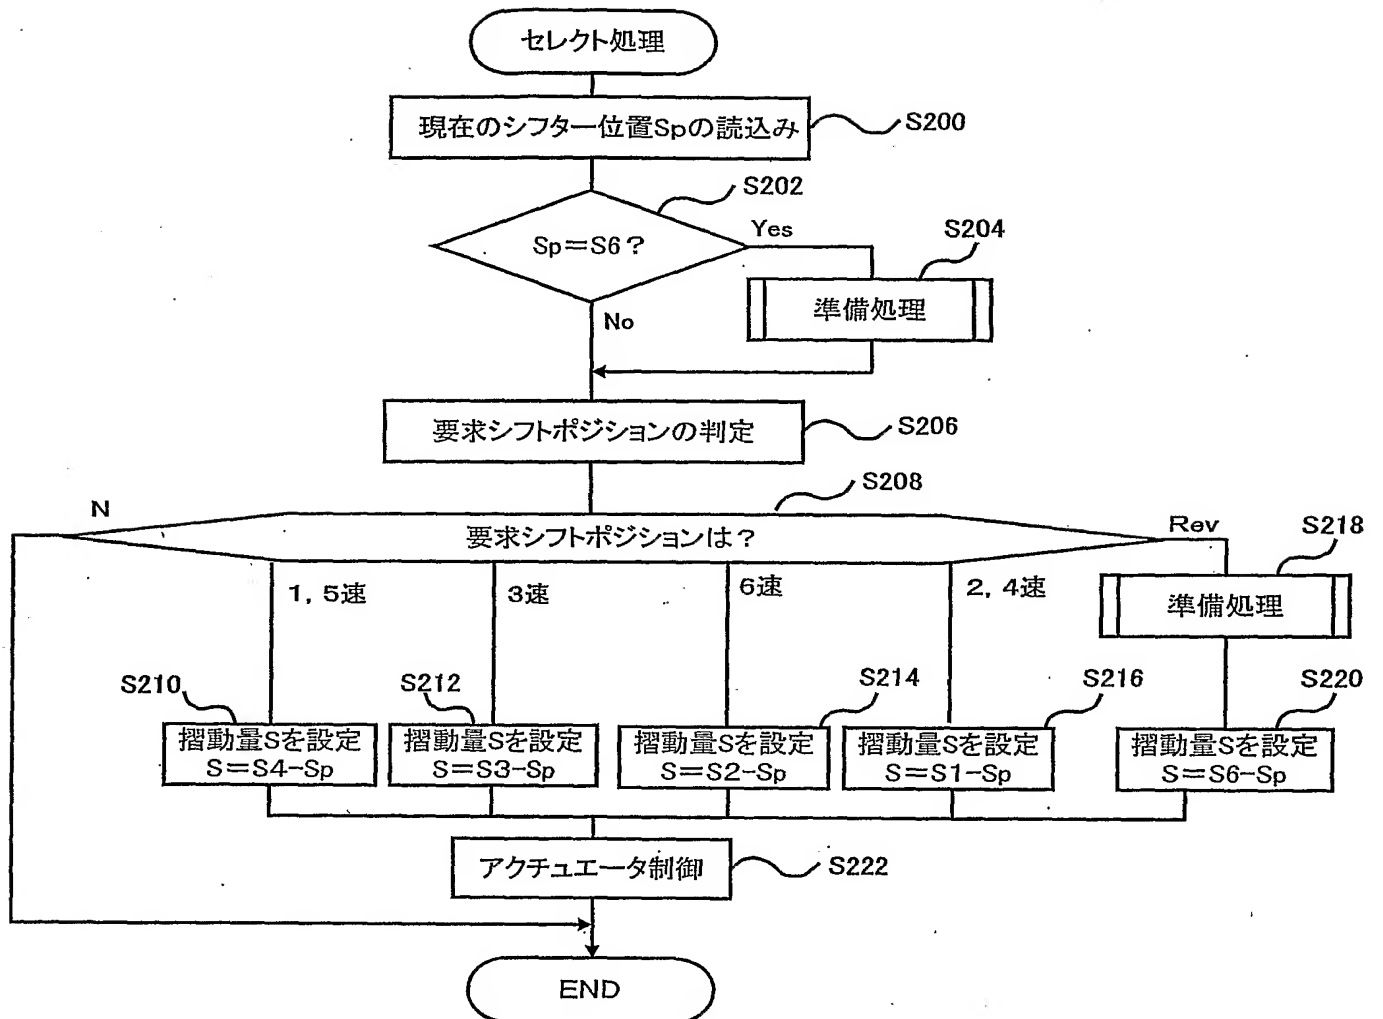 セレクト処理
現在のシフター位置Spの読込み
S200
S202
Sp＝S6？
Yes
S204
準備処理
No
要求シフトポジションの判定
S206
S208
N
要求シフトポジションは？
Rev
S218
準備処理
1, 5速
3速
6速
2, 4速
S210
摺動量Sを設定
S＝S4-Sp
S212
摺動量Sを設定
S＝S3-Sp
S214
摺動量Sを設定
S＝S2-Sp
S216
摺動量Sを設定
S＝S1-Sp
S220
摺動量Sを設定
S＝S6-Sp
アクチュエータ制御
S222
END